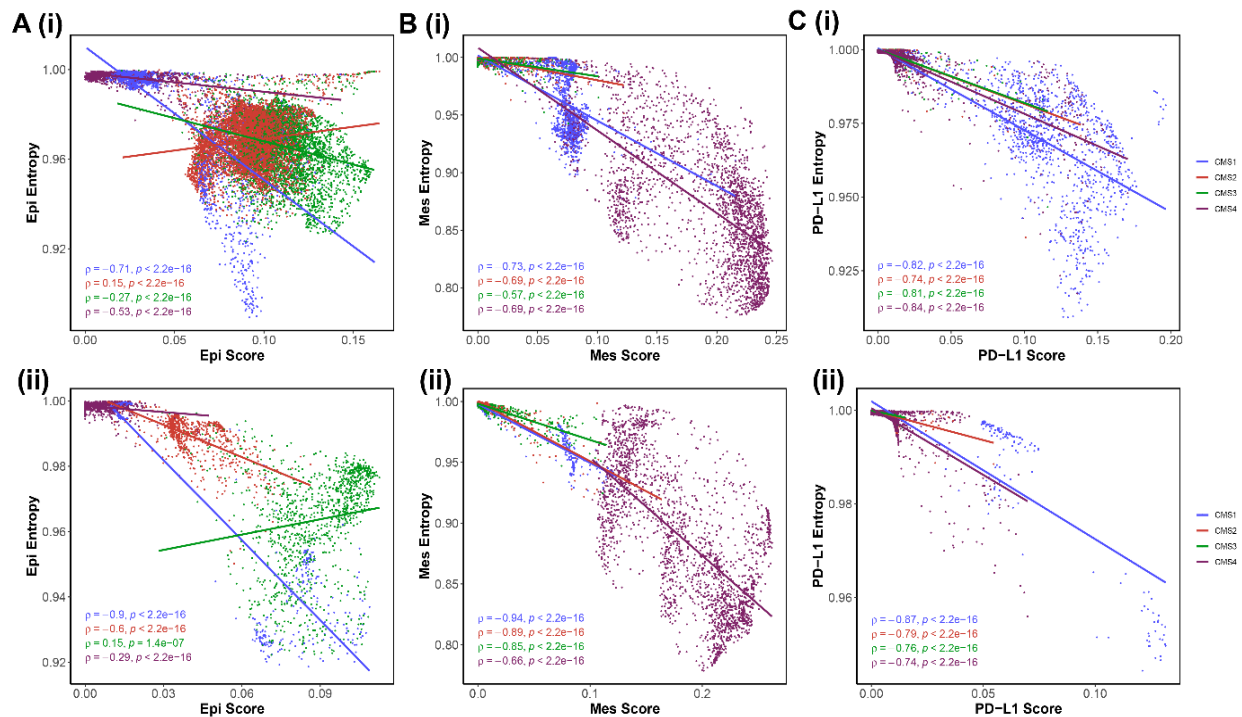 A (i)
Epi Entropy
1.00
0.96
0.92
ρ = −0.71, p < 2.2e−16
ρ = 0.15, p < 2.2e−16
ρ = −0.27, p < 2.2e−16
ρ = −0.53, p < 2.2e−16
0.00 0.05 0.10 0.15
Epi Score
B (i)
Mes Entropy
1.00
0.95
0.90
0.85
0.80
ρ = −0.73, p < 2.2e−16
ρ = −0.69, p < 2.2e−16
ρ = −0.57, p < 2.2e−16
ρ = −0.69, p < 2.2e−16
0.00 0.05 0.10 0.15 0.20 0.25
Mes Score
C (i)
PD−L1 Entropy
1.000
0.975
0.950
0.925
ρ = −0.82, p < 2.2e−16
ρ = −0.74, p < 2.2e−16
ρ = −0.81, p < 2.2e−16
ρ = −0.84, p < 2.2e−16
0.00 0.05 0.10 0.15 0.20
PD−L1 Score
CMS1
CMS2
CMS3
CMS4
(ii)
Epi Entropy
1.00
0.98
0.96
0.94
0.92
ρ = −0.9, p < 2.2e−16
ρ = −0.6, p < 2.2e−16
ρ = 0.15, p = 1.4e−07
ρ = −0.29, p < 2.2e−16
0.00 0.03 0.06 0.09
Epi Score
(ii)
Mes Entropy
1.00
0.95
0.90
0.85
0.80
ρ = −0.94, p < 2.2e−16
ρ = −0.89, p < 2.2e−16
ρ = −0.85, p < 2.2e−16
ρ = −0.66, p < 2.2e−16
0.0 0.1 0.2
Mes Score
(ii)
PD−L1 Entropy
1.00
0.98
0.96
ρ = −0.87, p < 2.2e−16
ρ = −0.79, p < 2.2e−16
ρ = −0.76, p < 2.2e−16
ρ = −0.74, p < 2.2e−16
0.00 0.05 0.10
PD−L1 Score
CMS1
CMS2
CMS3
CMS4